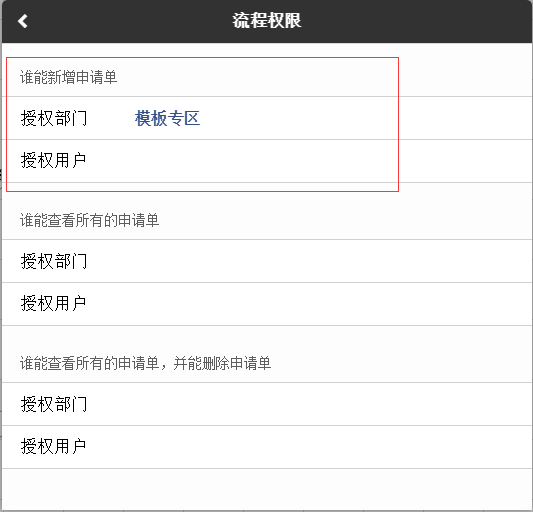 流程权限
谁能新增申请单
授权部门 模板专区
授权用户
谁能查看所有的申请单
授权部门
授权用户
谁能查看所有的申请单，并能删除申请单
授权部门
授权用户